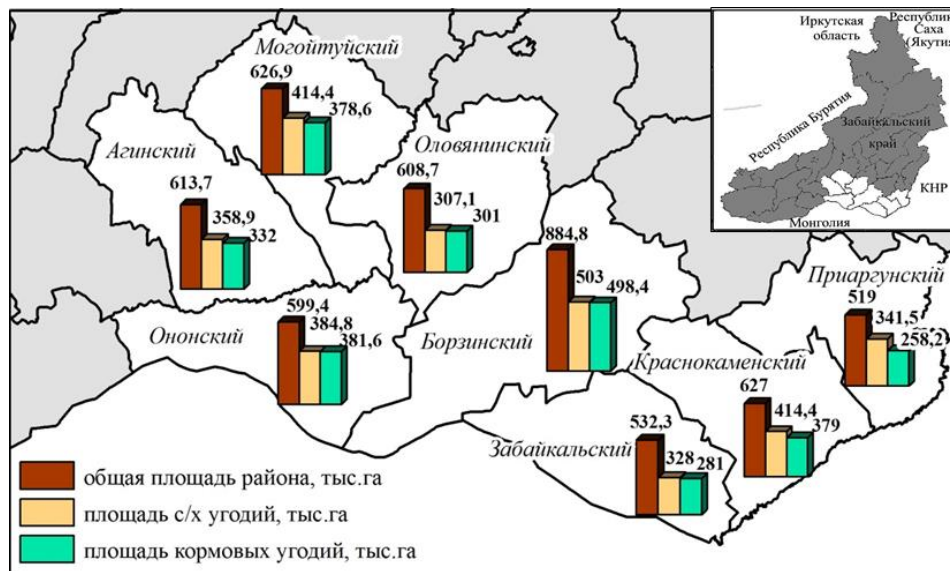 Могойтуйский
626,9
414,4
378,6
Агинский
613,7
358,9
332
Оловянинский
608,7
307,1
301
Ононский
599,4
384,8
381,6
Борзинский
884,8
503
498,4
Приаргунский
519
341,5
258,2
Краснокаменский
627
414,4
379
Забайкальский
532,3
328
281
общая площадь района, тыс.га
площадь с/х угодий, тыс.га
площадь кормовых угодий, тыс.га
Иркутская
область
Республика
Саха
(Якутия
Республика Бурятия
Забайкальский
край
КНР
Монголия